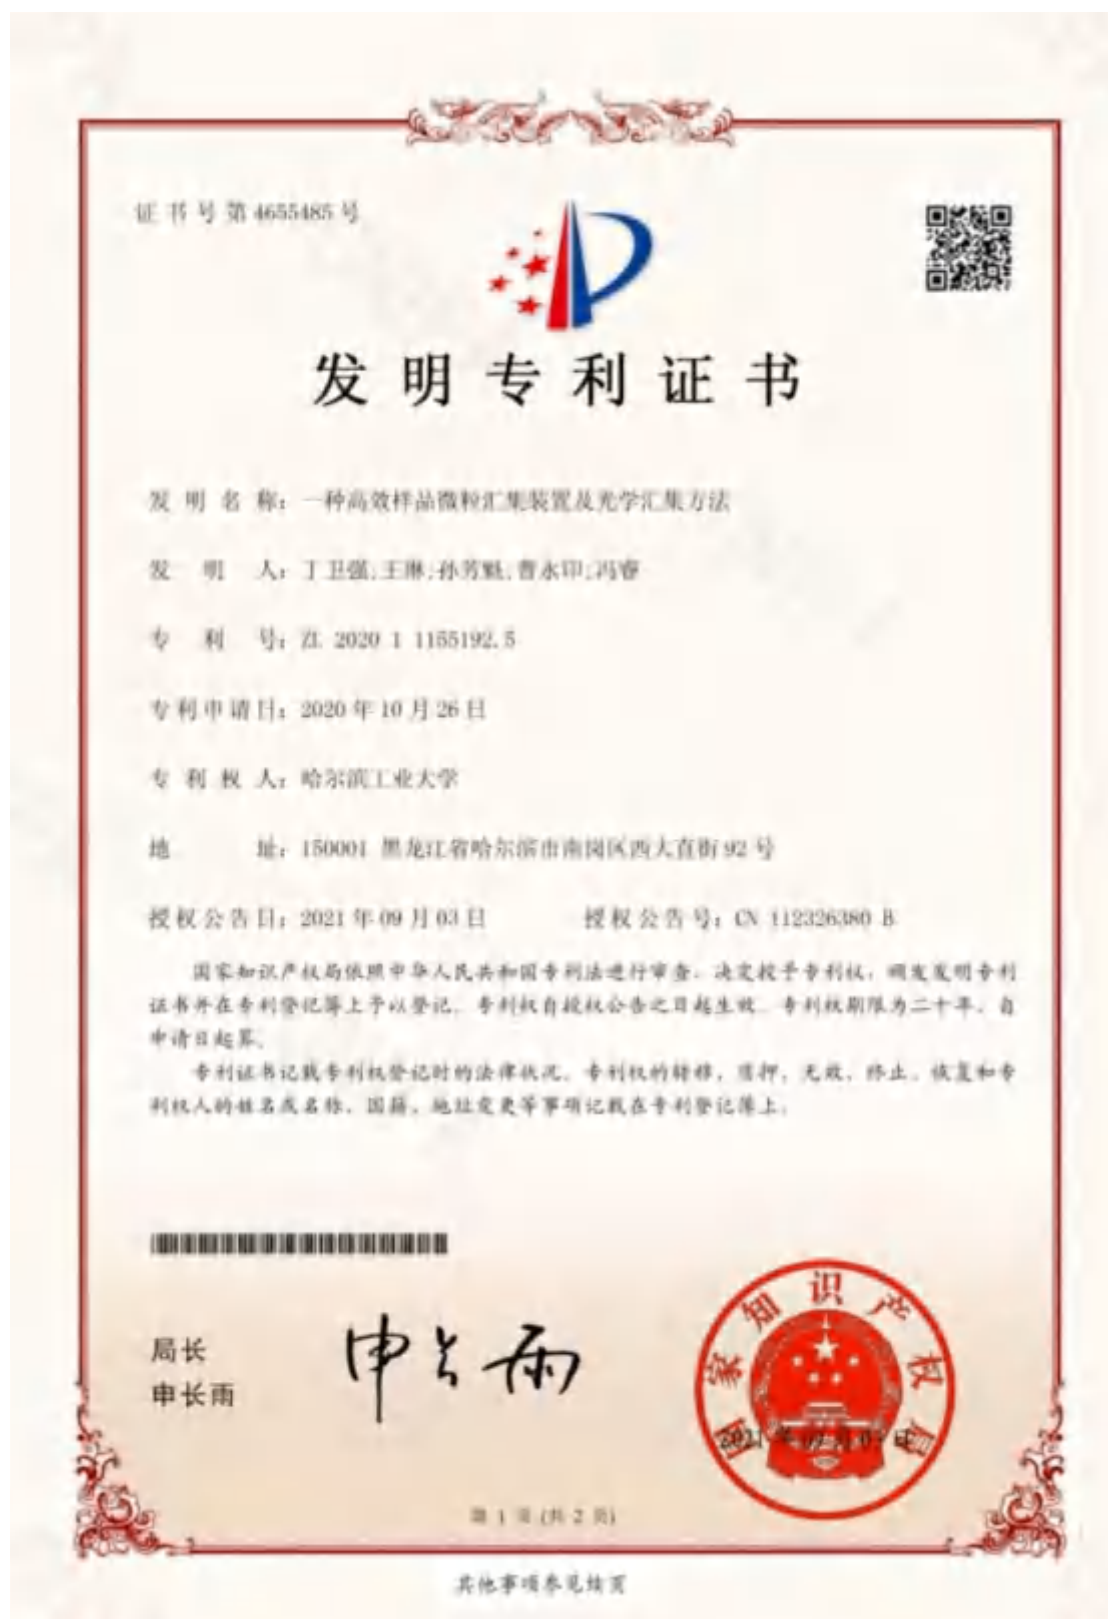 证书号第4655485号
发明专利证书
发明名称：一种高效样品微粒汇集装置及光学汇集方法
发明人：丁卫强;王琳;孙芳魁;曹永印;冯睿
专利号：ZL 2020 1 1155192.5
专利申请日：2020年10月26日
专利权人：哈尔滨工业大学
地址：150001 黑龙江省哈尔滨市南岗区西大直街92号
授权公告日：2021年09月03日 授权公告号：CN 112326380 B
国家知识产权局依照中华人民共和国专利法进行审查，决定授予专利权，颁发发明专利
证书并在专利登记簿上予以登记。专利权自授权公告之日起生效。专利权期限为二十年，自
申请日起算。
专利证书记载专利权登记时的法律状况。专利权的转移、质押、无效、终止、恢复和专
利权人的姓名或名称、国籍、地址变更等事项记载在专利登记簿上。
局长
申长雨
申长雨
国家知识产权局
2021年09月03日
第 1 页 (共 2 页)
其他事项参见续页